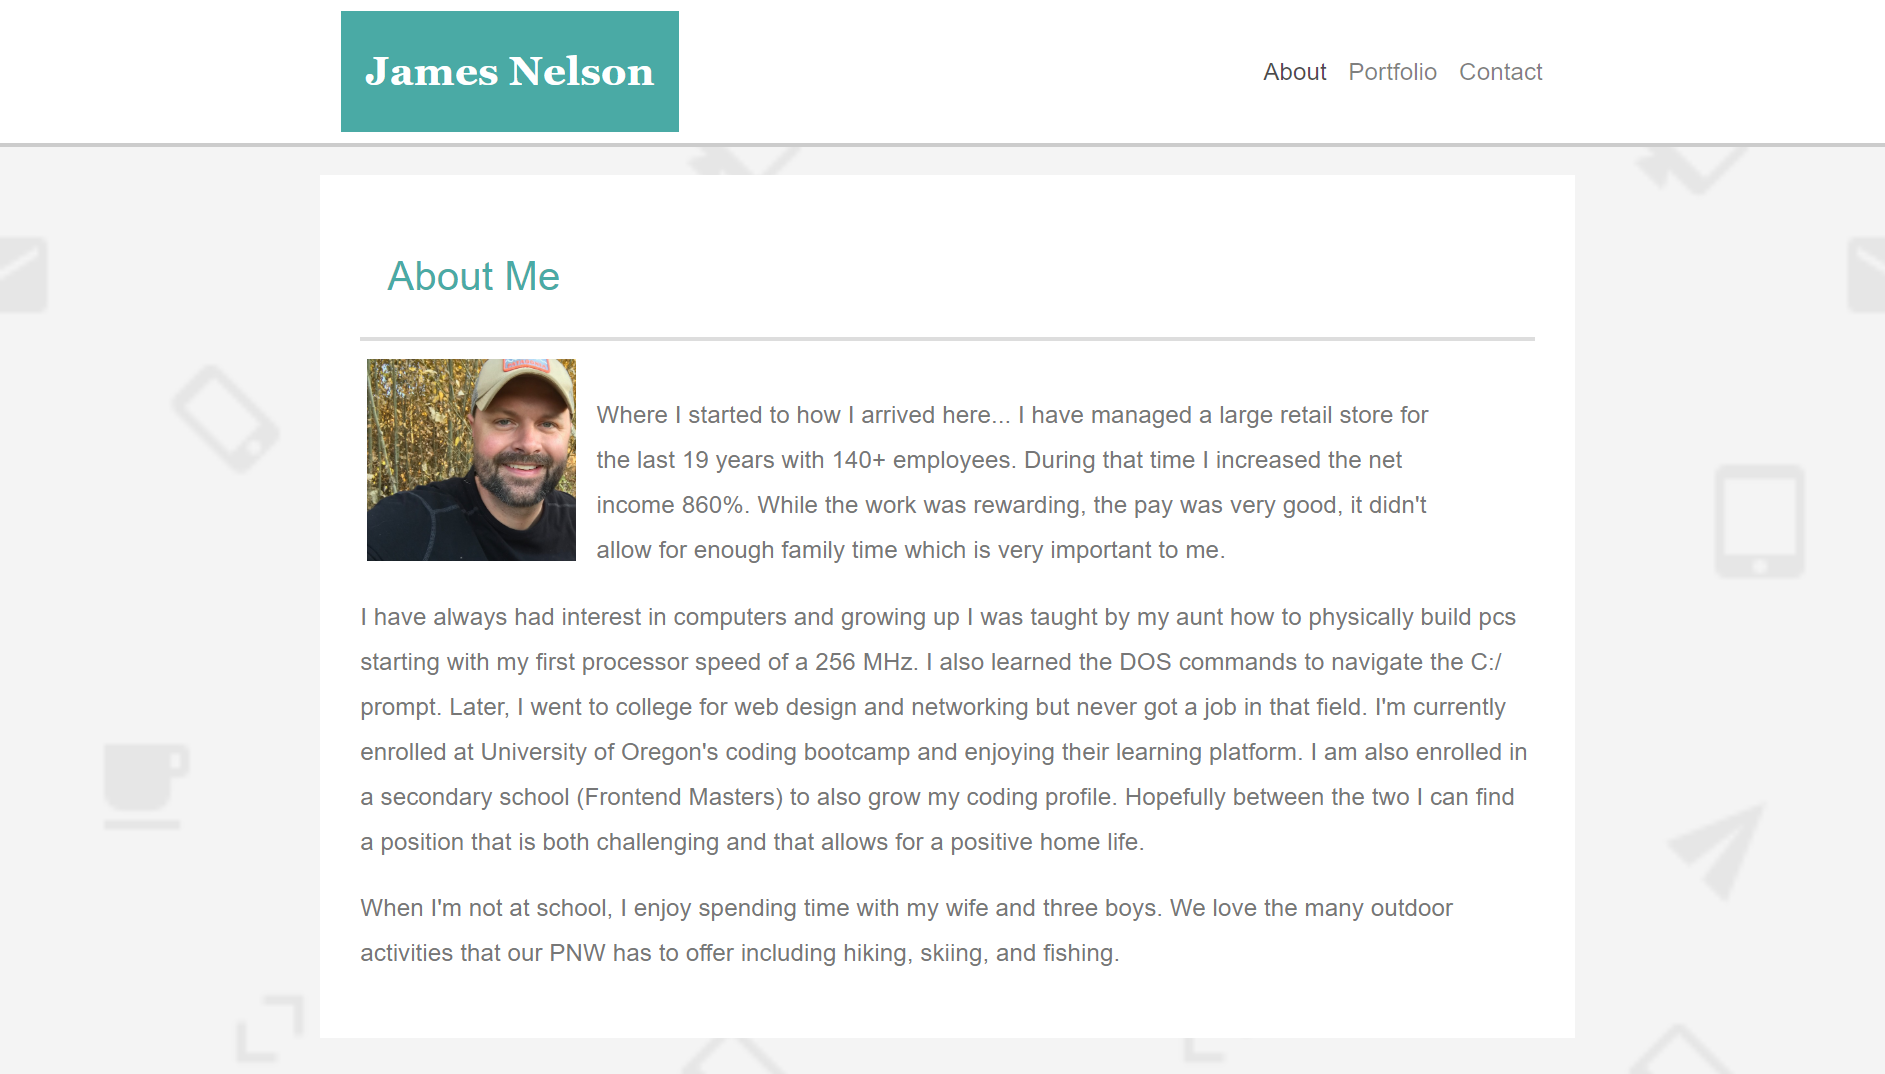 James Nelson
About Portfolio Contact
About Me
Where I started to how I arrived here... I have managed a large retail store for
the last 19 years with 140+ employees. During that time I increased the net
income 860%. While the work was rewarding, the pay was very good, it didn't
allow for enough family time which is very important to me.
I have always had interest in computers and growing up I was taught by my aunt how to physically build pcs
starting with my first processor speed of a 256 MHz. I also learned the DOS commands to navigate the C:/
prompt. Later, I went to college for web design and networking but never got a job in that field. I'm currently
enrolled at University of Oregon's coding bootcamp and enjoying their learning platform. I am also enrolled in
a secondary school (Frontend Masters) to also grow my coding profile. Hopefully between the two I can find
a position that is both challenging and that allows for a positive home life.
When I'm not at school, I enjoy spending time with my wife and three boys. We love the many outdoor
activities that our PNW has to offer including hiking, skiing, and fishing.